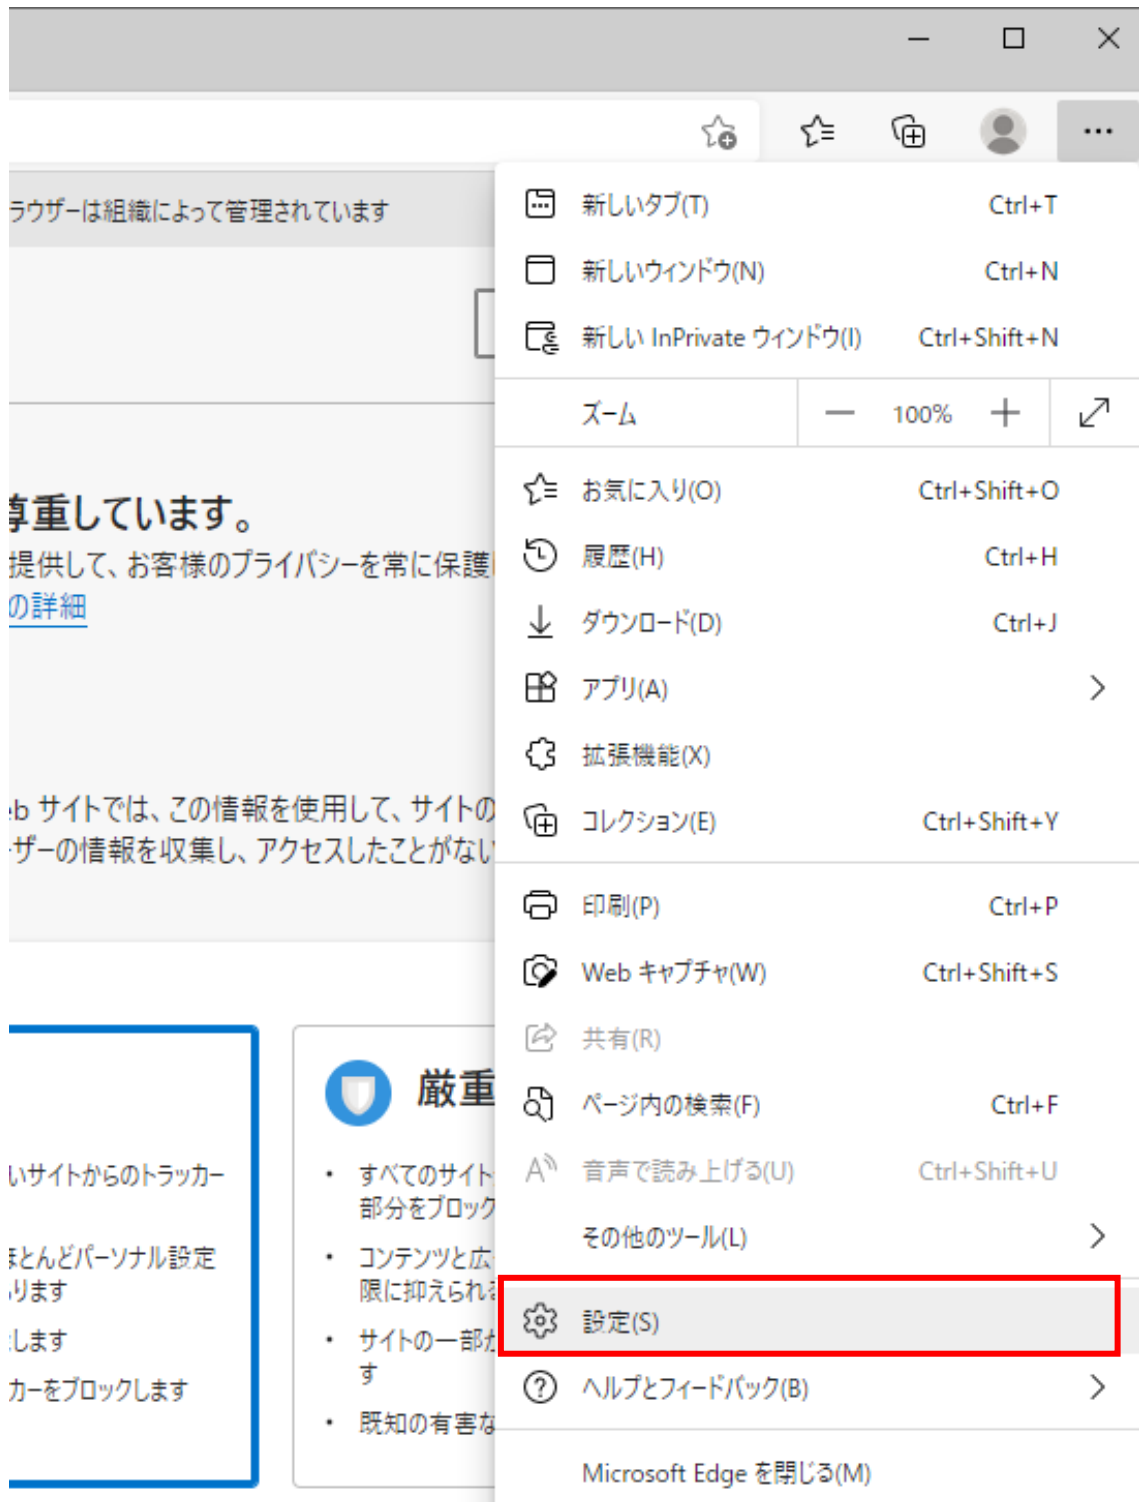 ラウザーは組織によって管理されています
尊重しています。
提供して、お客様のプライバシーを常に保護
の詳細
eb サイトでは、この情報を使用して、サイトの
ザーの情報を収集し、アクセスしたことがない
いサイトからのトラッカー
ほとんどパーソナル設定
ります
します
カーをブロックします
厳重
• すべてのサイト
部分をブロック
• コンテンツと広
限に抑えられ
• サイトの一部が
す
• 既知の有害な
新しいタブ(T) Ctrl+T
新しいウィンドウ(N) Ctrl+N
新しい InPrivate ウィンドウ(I) Ctrl+Shift+N
ズーム 100%
お気に入り(O) Ctrl+Shift+O
履歴(H) Ctrl+H
ダウンロード(D) Ctrl+J
アプリ(A)
拡張機能(X)
コレクション(E) Ctrl+Shift+Y
印刷(P) Ctrl+P
Web キャプチャ(W) Ctrl+Shift+S
共有(R)
ページ内の検索(F) Ctrl+F
音声で読み上げる(U) Ctrl+Shift+U
その他のツール(L)
設定(S)
ヘルプとフィードバック(B)
Microsoft Edge を閉じる(M)